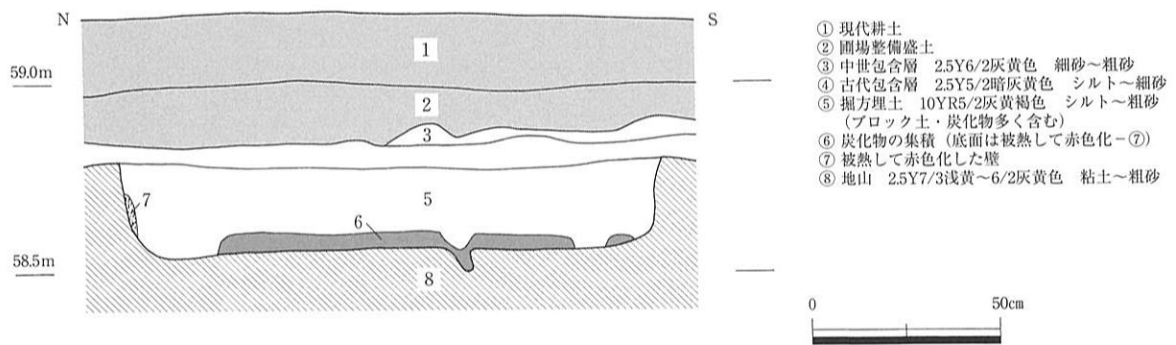 N
S
59.0m
58.5m
1
2
3
5
6
7
8
① 現代耕土
② 圃場整備盛土
③ 中世包含層 2.5Y6/2灰黄色 細砂～粗砂
④ 古代包含層 2.5Y5/2暗灰黄色 シルト～細砂
⑤ 掘方埋土 10YR5/2灰黄褐色 シルト～粗砂
（ブロック土・炭化物多く含む）
⑥ 炭化物の集積（底面は被熱して赤色化－⑦）
⑦ 被熱して赤色化した壁
⑧ 地山 2.5Y7/3浅黄～6/2灰黄色 粘土～粗砂
0 50cm